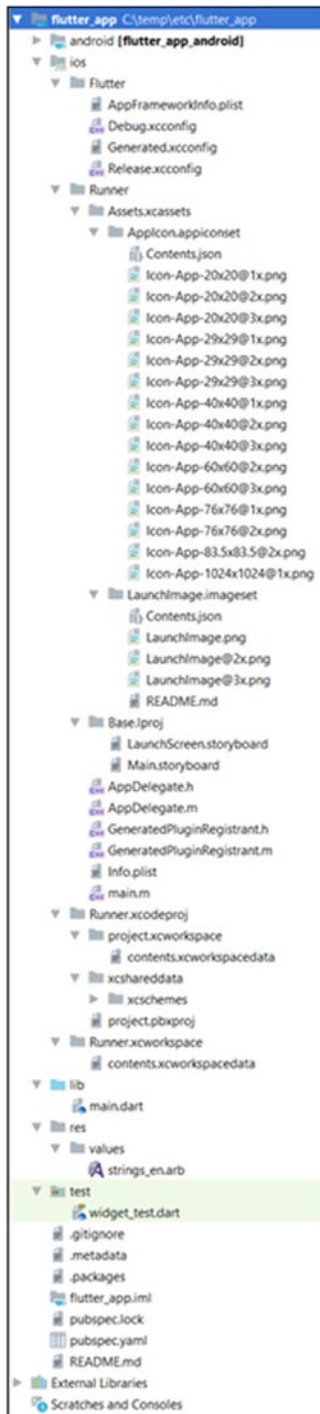 flutter_app C:\temp\etc\flutter_app
android [flutter_app_android]
ios
Flutter
AppFrameworkInfo.plist
Debug.xcconfig
Generated.xcconfig
Release.xcconfig
Runner
Assets.xcassets
AppIcon.appiconset
Contents.json
Icon-App-20x20@1x.png
Icon-App-20x20@2x.png
Icon-App-20x20@3x.png
Icon-App-29x29@1x.png
Icon-App-29x29@2x.png
Icon-App-29x29@3x.png
Icon-App-40x40@1x.png
Icon-App-40x40@2x.png
Icon-App-40x40@3x.png
Icon-App-60x60@2x.png
Icon-App-60x60@3x.png
Icon-App-76x76@1x.png
Icon-App-76x76@2x.png
Icon-App-83.5x83.5@2x.png
Icon-App-1024x1024@1x.png
LaunchImage.imageset
Contents.json
LaunchImage.png
LaunchImage@2x.png
LaunchImage@3x.png
README.md
Base.lproj
LaunchScreen.storyboard
Main.storyboard
AppDelegate.h
AppDelegate.m
GeneratedPluginRegistrant.h
GeneratedPluginRegistrant.m
Info.plist
main.m
Runner.xcodeproj
project.xcworkspace
contents.xcworkspacedata
xcshareddata
xcschemes
project.pbxproj
Runner.xcworkspace
contents.xcworkspacedata
lib
main.dart
res
values
strings_en.arb
test
widget_test.dart
.gitignore
.metadata
.packages
flutter_app.iml
pubspec.lock
pubspec.yaml
README.md
External Libraries
Scratches and Consoles